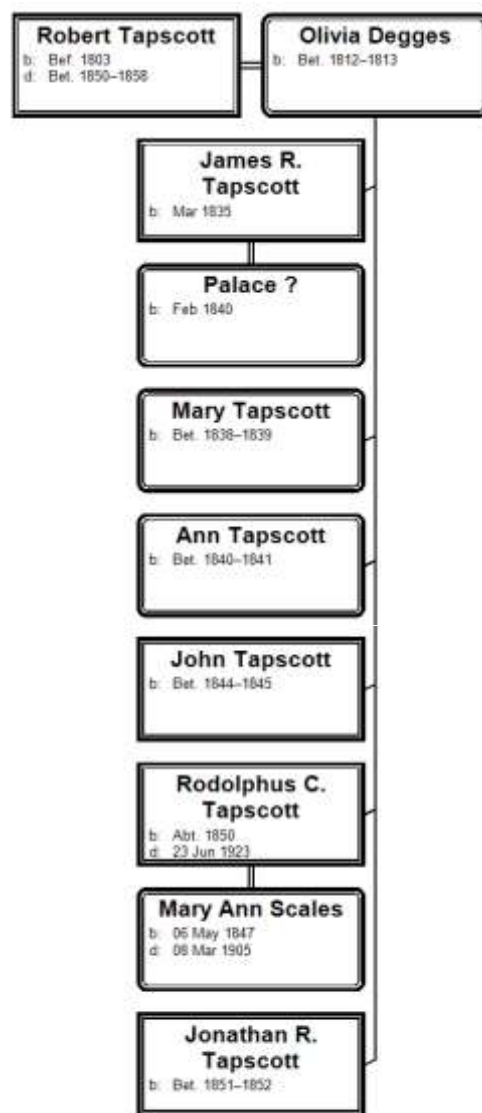 Robert Tapscott
b: Bef. 1803
d: Bet. 1850–1858
Olivia Degges
b: Bet. 1812–1813
James R.
Tapscott
b: Mar 1835
Palace ?
b: Feb 1840
Mary Tapscott
b: Bet. 1838–1839
Ann Tapscott
b: Bet. 1840–1841
John Tapscott
b: Bet. 1844–1845
Rodolphus C.
Tapscott
b: Abt. 1850
d: 23 Jun 1923
Mary Ann Scales
b: 06 May 1847
d: 08 Mar 1905
Jonathan R.
Tapscott
b: Bet. 1851–1852